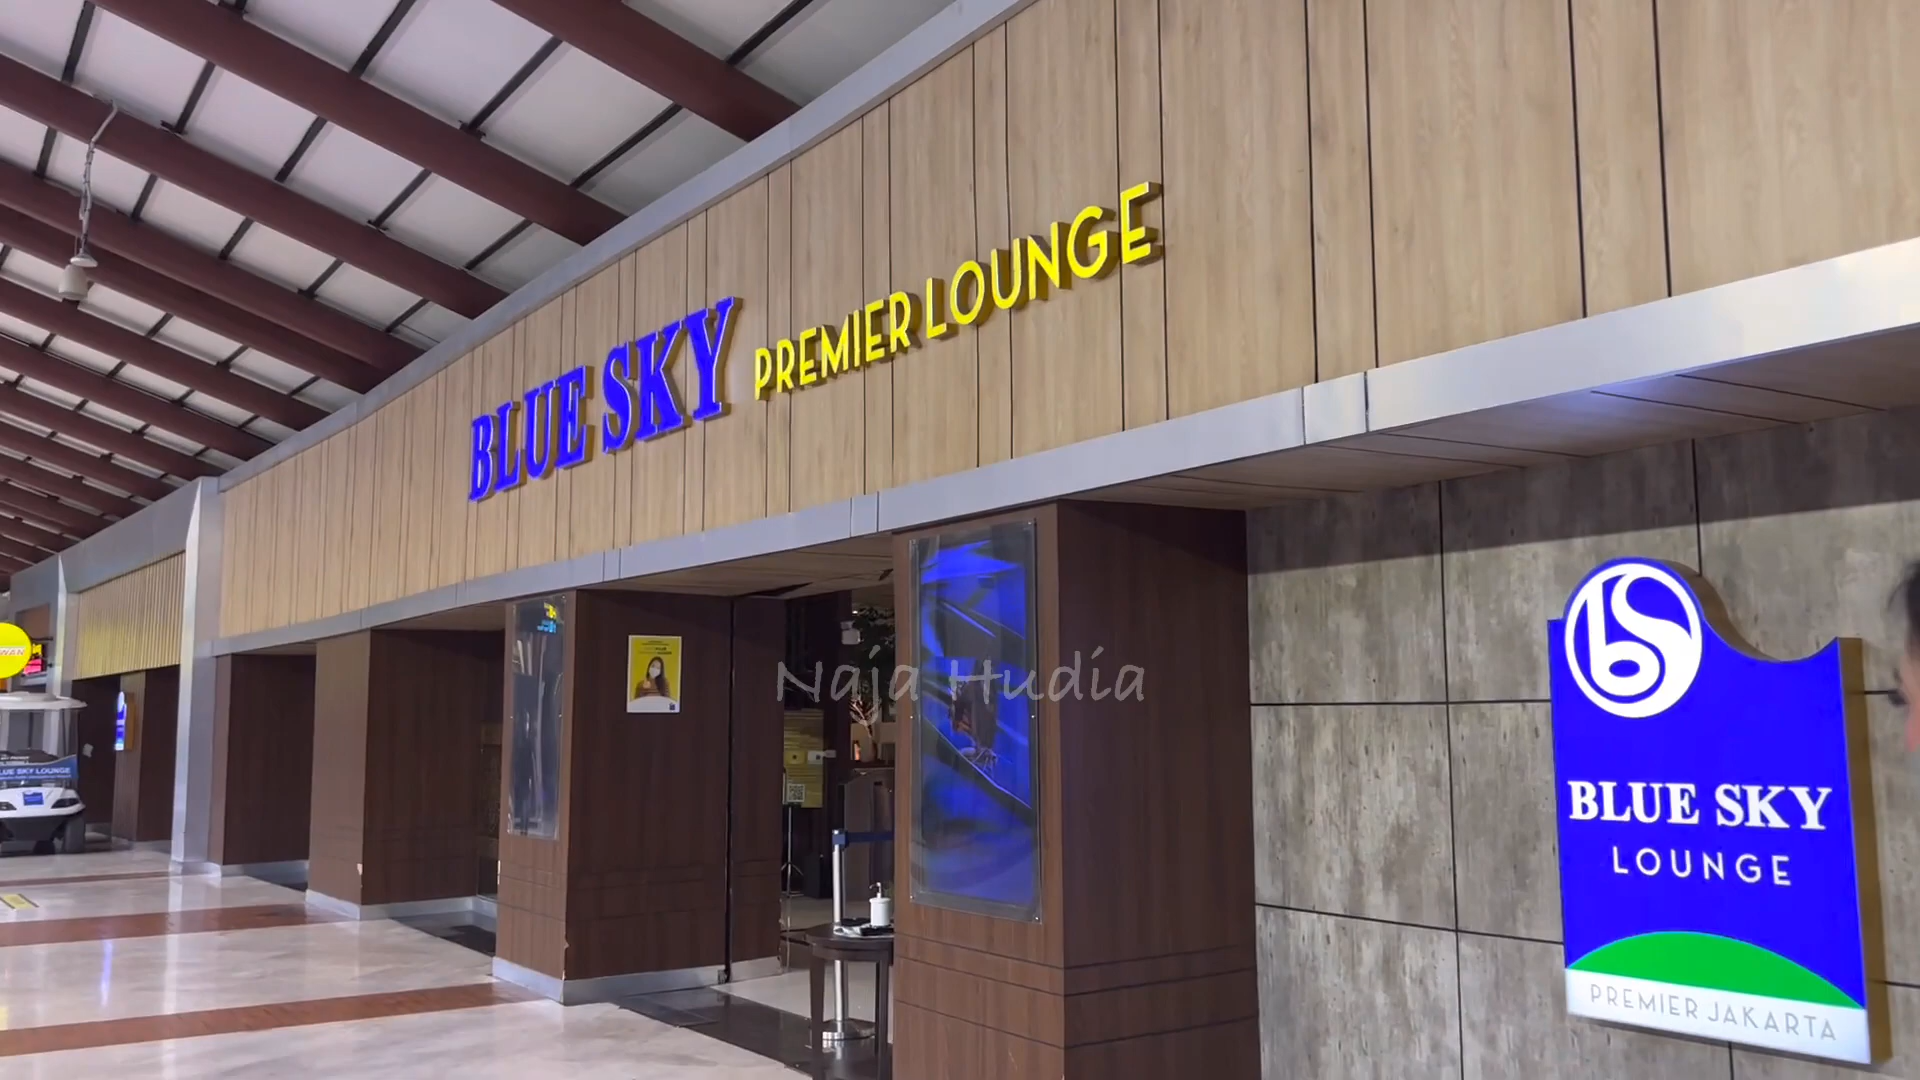 BLUE SKY PREMIER LOUNGE
BLUE SKY
LOUNGE
PREMIER JAKARTA
Naja Hudia
BLUE SKY LOUNGE